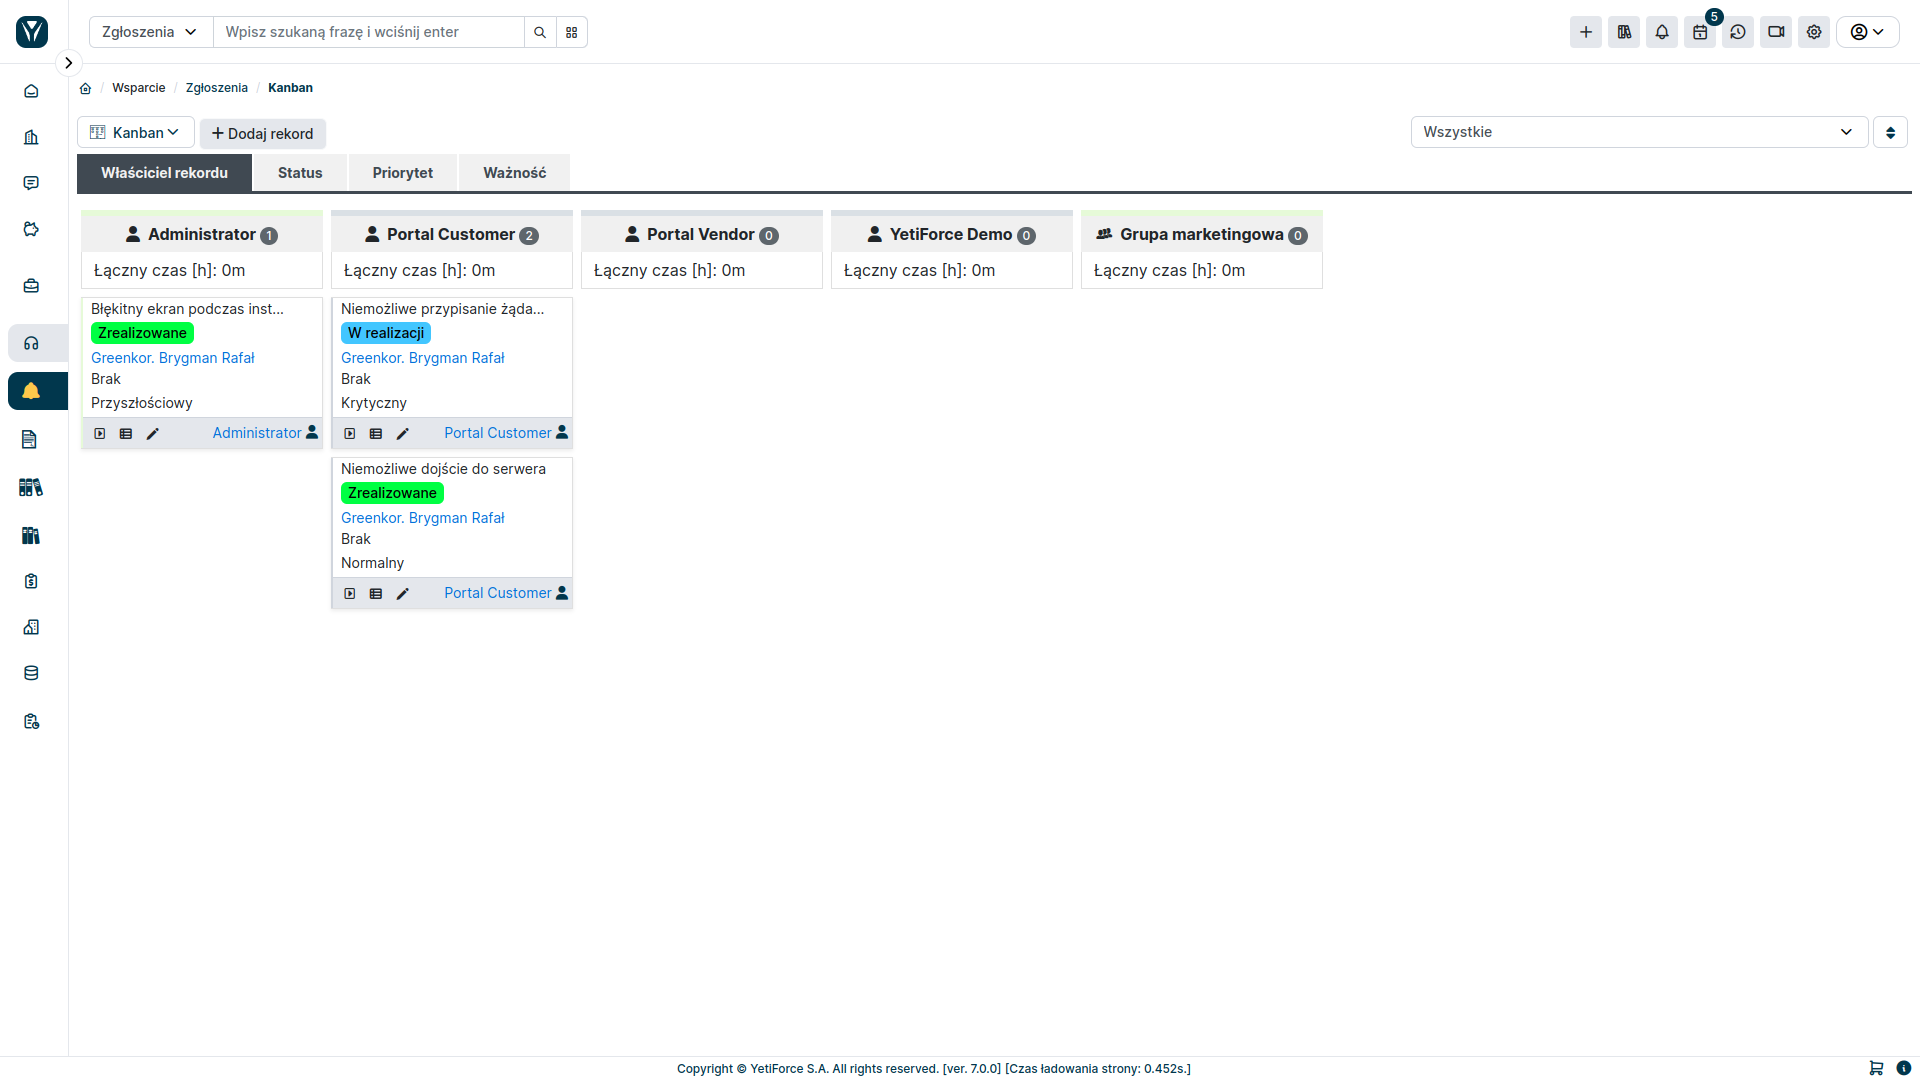 Zgłoszenia
Wpisz szukaną frazę i wciśnij enter
5
Wsparcie / Zgłoszenia / Kanban
Kanban
Dodaj rekord
Wszystkie
Właściciel rekordu
Status
Priorytet
Ważność
Administrator 1
Łączny czas [h]: 0m
Portal Customer 2
Łączny czas [h]: 0m
Portal Vendor 0
Łączny czas [h]: 0m
YetiForce Demo 0
Łączny czas [h]: 0m
Grupa marketingowa 0
Łączny czas [h]: 0m
Błękitny ekran podczas inst...
Zrealizowane
Greenkor. Brygman Rafał
Brak
Przyszłościowy
Administrator
Niemożliwe przypisanie żąda...
W realizacji
Greenkor. Brygman Rafał
Brak
Krytyczny
Portal Customer
Niemożliwe dojście do serwera
Zrealizowane
Greenkor. Brygman Rafał
Brak
Normalny
Portal Customer
Copyright © YetiForce S.A. All rights reserved. [ver. 7.0.0] [Czas ładowania strony: 0.452s.]